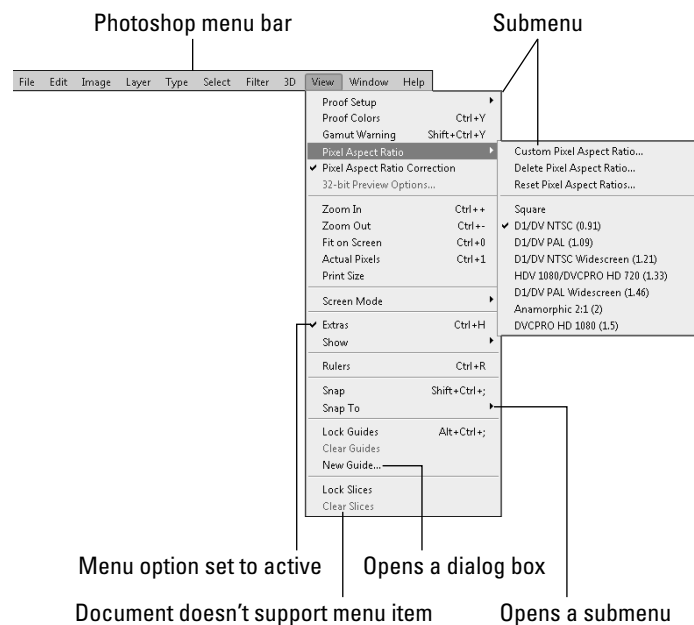 Photoshop menu bar
Submenu
File Edit Image Layer Type Select Filter 3D View Window Help
Proof Setup
Proof Colors Ctrl+Y
Gamut Warning Shift+Ctrl+Y
Pixel Aspect Ratio
✓ Pixel Aspect Ratio Correction
32-bit Preview Options...
Zoom In Ctrl++
Zoom Out Ctrl+-
Fit on Screen Ctrl+0
Actual Pixels Ctrl+1
Print Size
Screen Mode
✓ Extras Ctrl+H
Show
Rulers Ctrl+R
Snap Shift+Ctrl+;
Snap To
Lock Guides Alt+Ctrl+;
Clear Guides
New Guide...
Lock Slices
Clear Slices
Custom Pixel Aspect Ratio...
Delete Pixel Aspect Ratio...
Reset Pixel Aspect Ratios...
Square
✓ D1/DV NTSC (0.91)
D1/DV PAL (1.09)
D1/DV NTSC Widescreen (1.21)
HDV 1080/DVCPRO HD 720 (1.33)
D1/DV PAL Widescreen (1.46)
Anamorphic 2:1 (2)
DVCPRO HD 1080 (1.5)
Menu option set to active
Opens a dialog box
Document doesn't support menu item
Opens a submenu